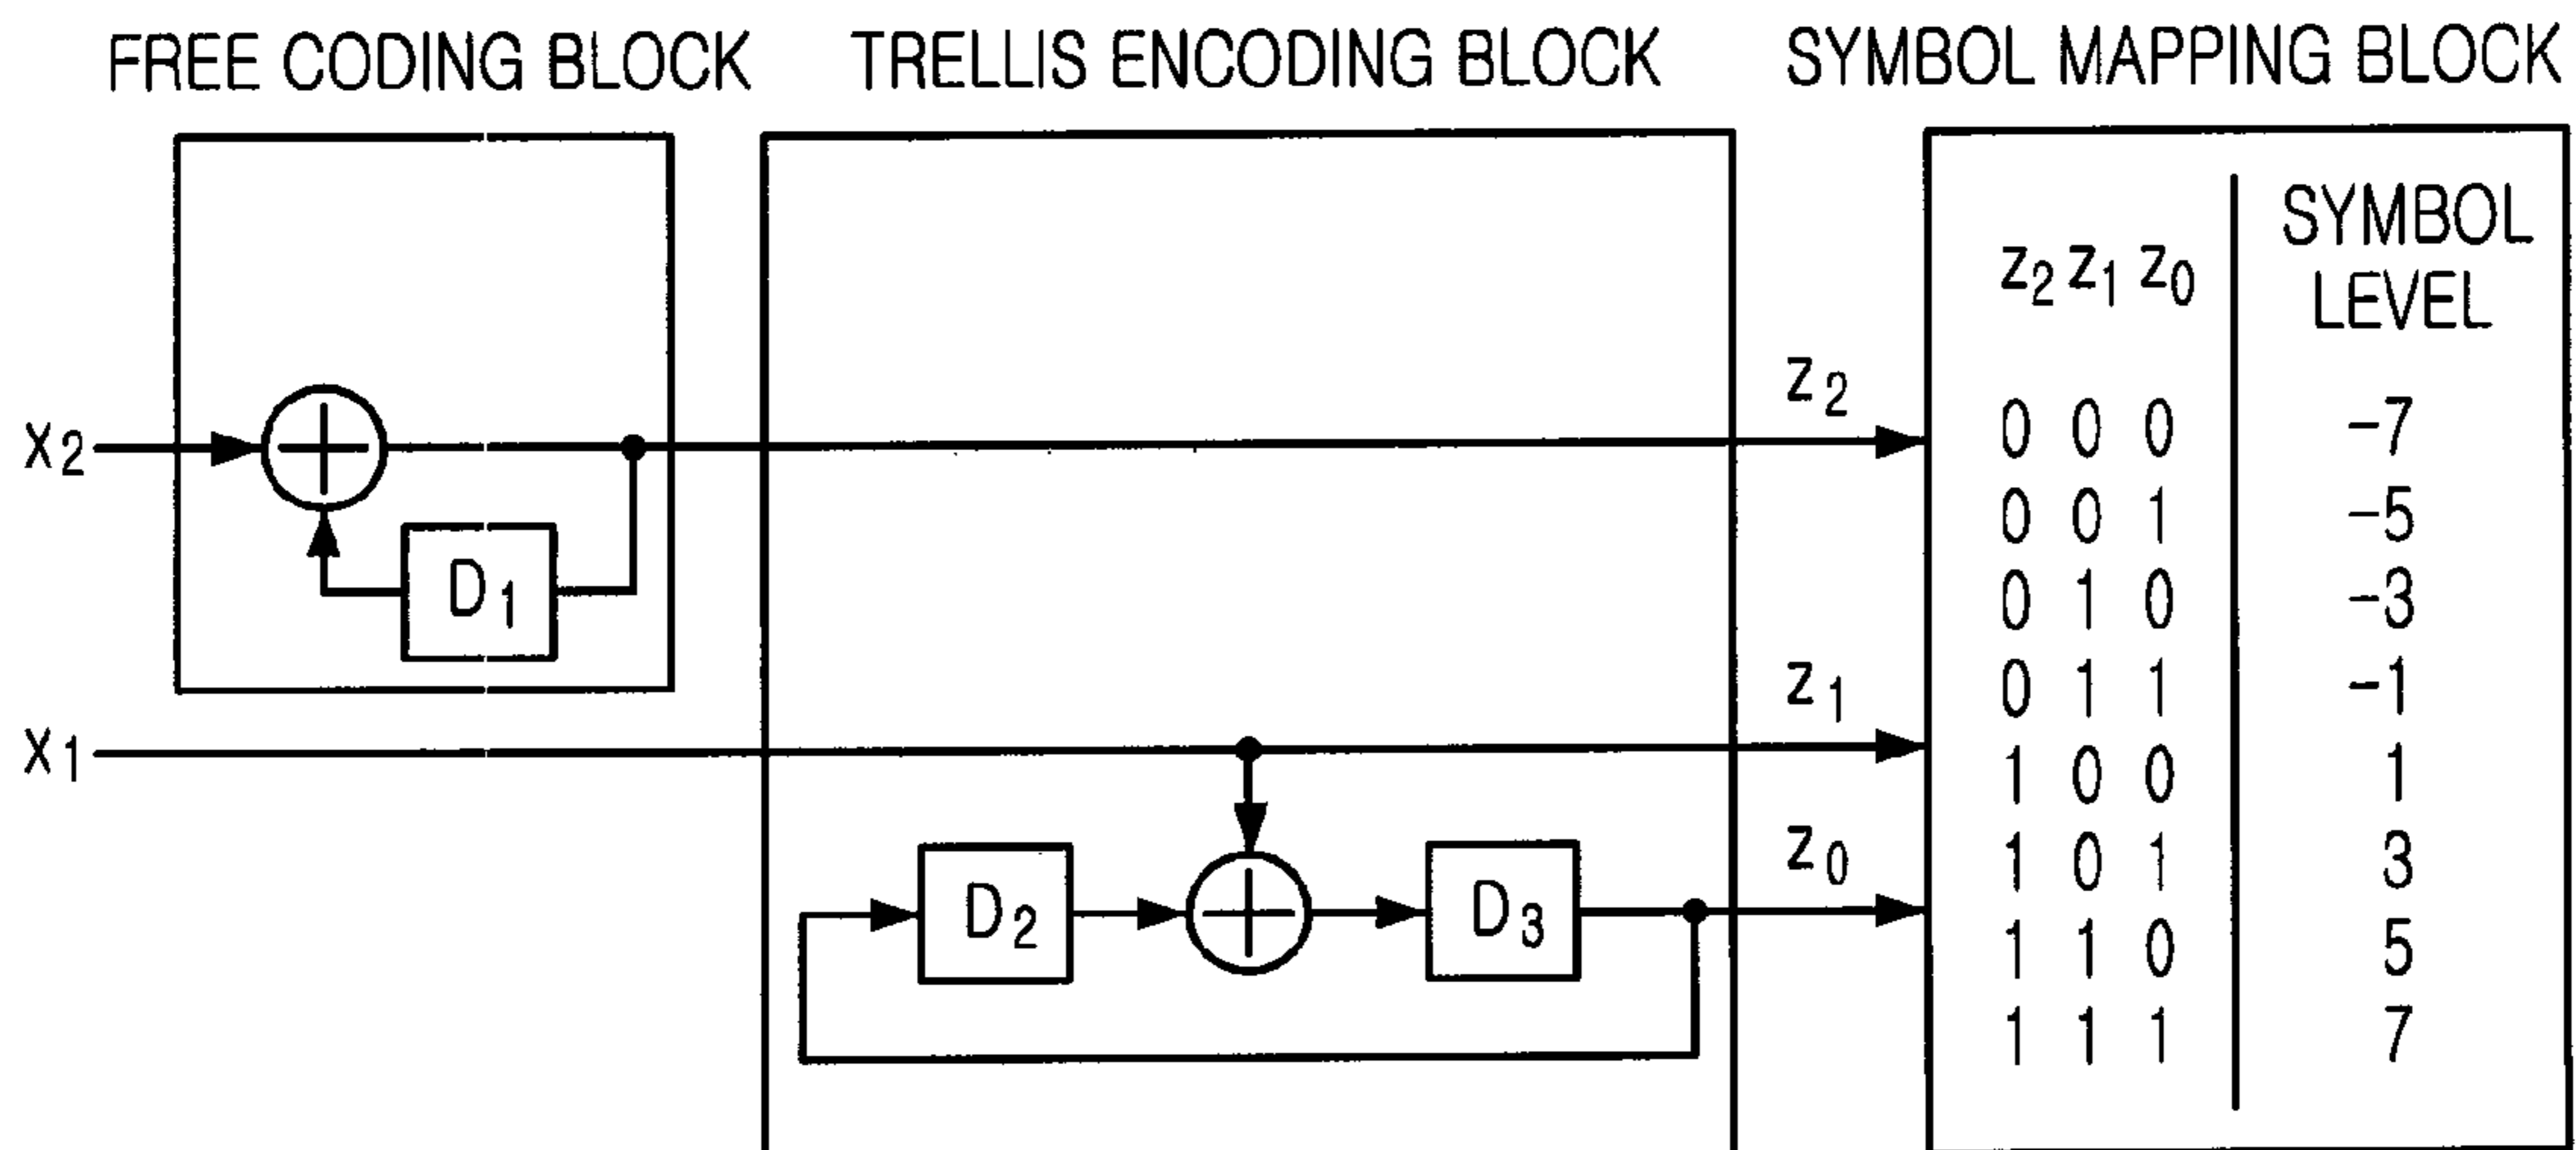 FREE CODING BLOCK
TRELLIS ENCODING BLOCK
SYMBOL MAPPING BLOCK
X2
D1
X1
D2
D3
z2
z1
z0
z2 z1 z0
SYMBOL
LEVEL
0 0 0 -7
0 0 1 -5
0 1 0 -3
0 1 1 -1
1 0 0 1
1 0 1 3
1 1 0 5
1 1 1 7